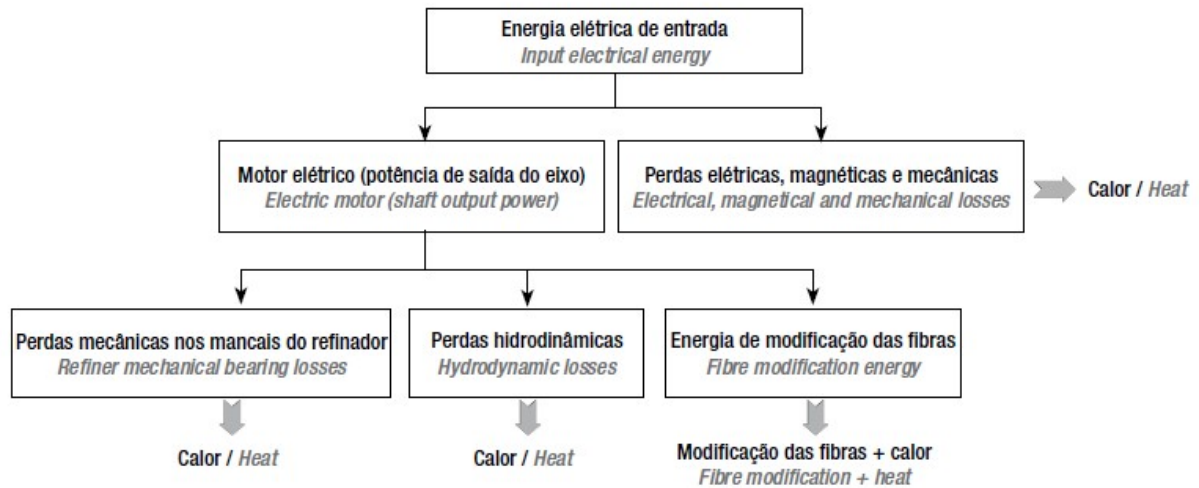 Energia elétrica de entrada
Input electrical energy
Motor elétrico (potência de saída do eixo)
Electric motor (shaft output power)
Perdas elétricas, magnéticas e mecânicas
Electrical, magnetical and mechanical losses
Calor / Heat
Perdas mecânicas nos mancais do refinador
Refiner mechanical bearing losses
Perdas hidrodinâmicas
Hydrodynamic losses
Energia de modificação das fibras
Fibre modification energy
Calor / Heat
Calor / Heat
Modificação das fibras + calor
Fibre modification + heat